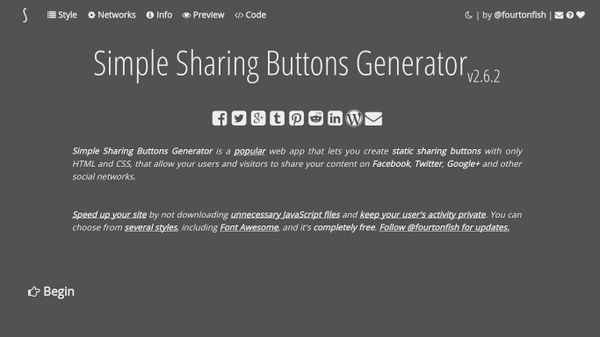 Style Networks Info Preview Code | by @fourtonfish |
Simple Sharing Buttons Generator v2.6.2
Simple Sharing Buttons Generator is a popular web app that lets you create static sharing buttons with only
HTML and CSS, that allow your users and visitors to share your content on Facebook, Twitter, Google+ and other
social networks.
Speed up your site by not downloading unnecessary JavaScript files and keep your user's activity private. You can
choose from several styles, including Font Awesome, and it's completely free. Follow @fourtonfish for updates.
Begin